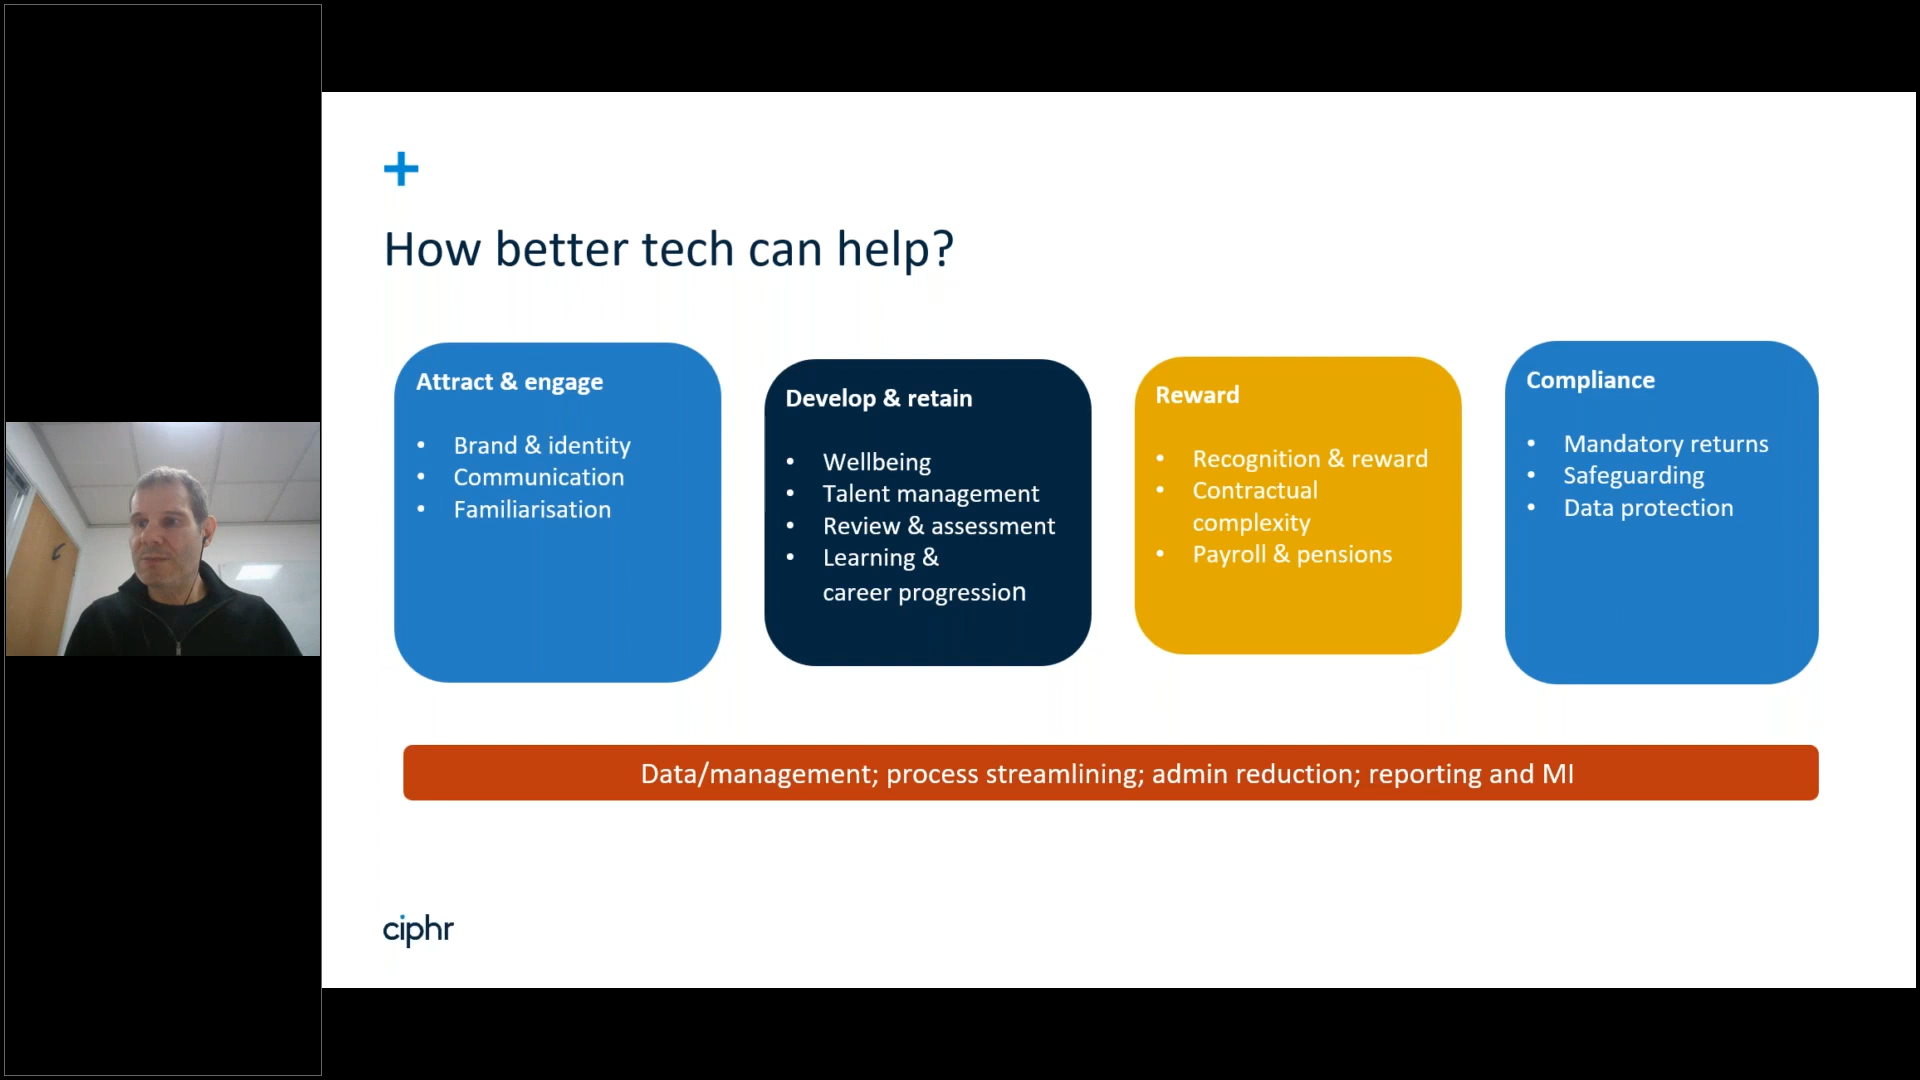 How better tech can help?
Attract & engage
• Brand & identity
• Communication
• Familiarisation
Develop & retain
• Wellbeing
• Talent management
• Review & assessment
• Learning &
career progression
Reward
• Recognition & reward
• Contractual
complexity
• Payroll & pensions
Compliance
• Mandatory returns
• Safeguarding
• Data protection
Data/management; process streamlining; admin reduction; reporting and MI
ciphr